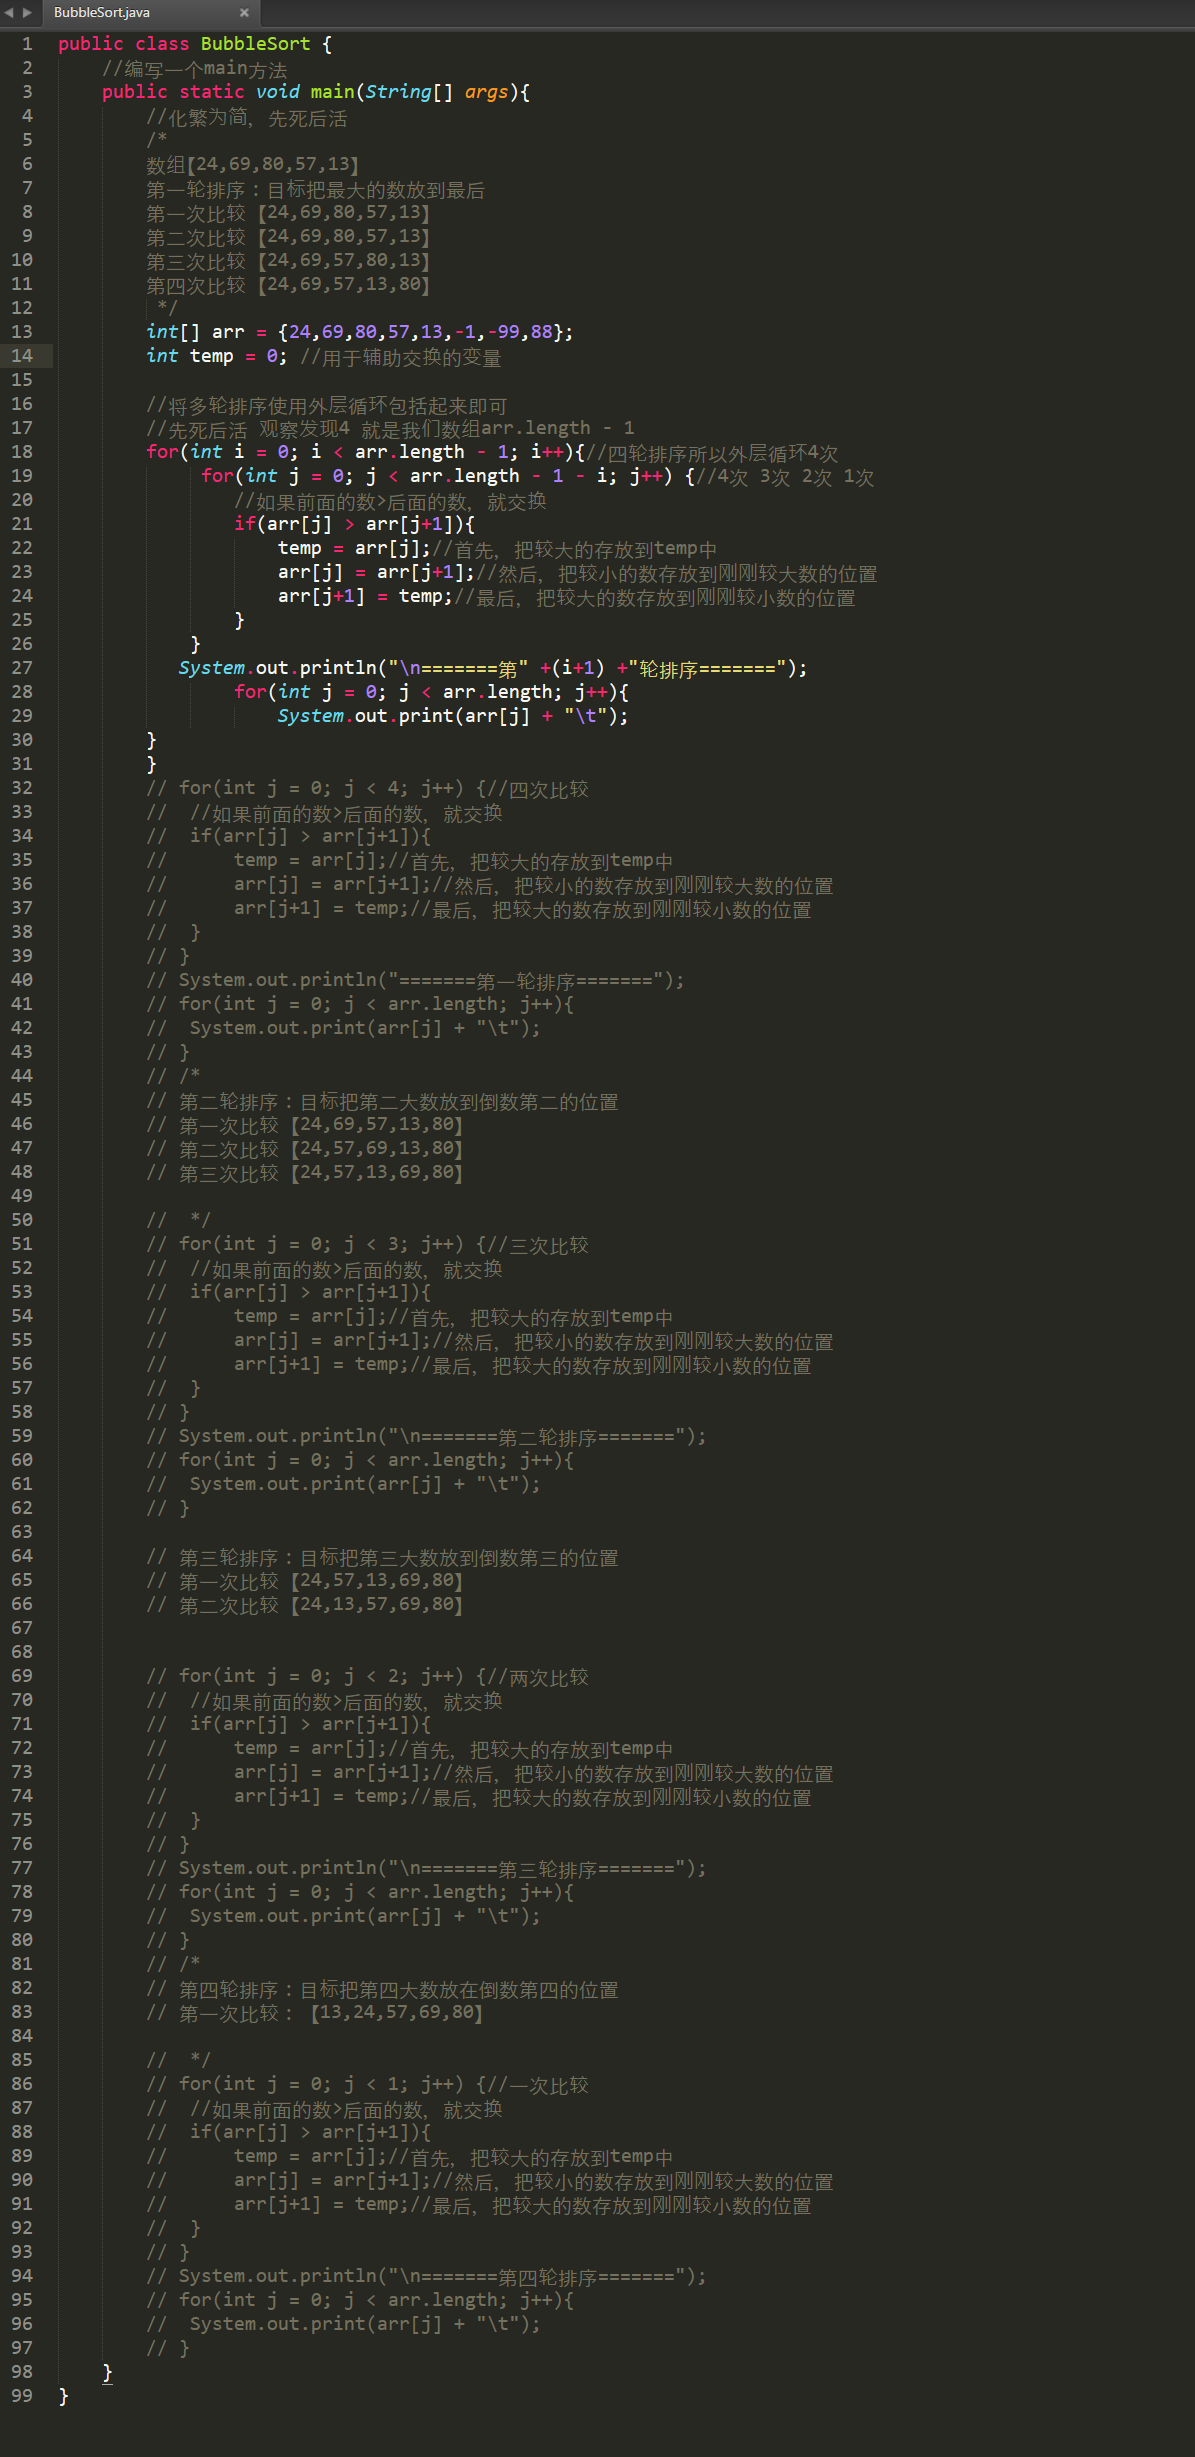 BubbleSort.java
1 public class BubbleSort {
2 //编写一个main方法
3 public static void main(String[] args){
4 //化繁为简，先死后活
5 /*
6 数组【24,69,80,57,13】
7 第一轮排序：目标把最大的数放到最后
8 第一次比较【24,69,80,57,13】
9 第二次比较【24,69,80,57,13】
10 第三次比较【24,69,57,80,13】
11 第四次比较【24,69,57,13,80】
12 */
13 int[] arr = {24,69,80,57,13,-1,-99,88};
14 int temp = 0; //用于辅助交换的变量
15
16 //将多轮排序使用外层循环包括起来即可
17 //先死后活 观察发现4 就是我们数组arr.length - 1
18 for(int i = 0; i < arr.length - 1; i++){//四轮排序所以外层循环4次
19 for(int j = 0; j < arr.length - 1 - i; j++) {//4次 3次 2次 1次
20 //如果前面的数>后面的数，就交换
21 if(arr[j] > arr[j+1]){
22 temp = arr[j];//首先，把较大的存放到temp中
23 arr[j] = arr[j+1];//然后，把较小的数存放到刚刚较大数的位置
24 arr[j+1] = temp;//最后，把较大的数存放到刚刚较小数的位置
25 }
26 }
27 System.out.println("\n=======第" +(i+1) +"轮排序=======");
28 for(int j = 0; j < arr.length; j++){
29 System.out.print(arr[j] + "\t");
30 }
31 }
32 // for(int j = 0; j < 4; j++) {//四次比较
33 // //如果前面的数>后面的数，就交换
34 // if(arr[j] > arr[j+1]){
35 // temp = arr[j];//首先，把较大的存放到temp中
36 // arr[j] = arr[j+1];//然后，把较小的数存放到刚刚较大数的位置
37 // arr[j+1] = temp;//最后，把较大的数存放到刚刚较小数的位置
38 // }
39 // }
40 // System.out.println("=======第一轮排序=======");
41 // for(int j = 0; j < arr.length; j++){
42 // System.out.print(arr[j] + "\t");
43 // }
44 // /*
45 // 第二轮排序：目标把第二大数放到倒数第二的位置
46 // 第一次比较【24,69,57,13,80】
47 // 第二次比较【24,57,69,13,80】
48 // 第三次比较【24,57,13,69,80】
49
50 // */
51 // for(int j = 0; j < 3; j++) {//三次比较
52 // //如果前面的数>后面的数，就交换
53 // if(arr[j] > arr[j+1]){
54 // temp = arr[j];//首先，把较大的存放到temp中
55 // arr[j] = arr[j+1];//然后，把较小的数存放到刚刚较大数的位置
56 // arr[j+1] = temp;//最后，把较大的数存放到刚刚较小数的位置
57 // }
58 // }
59 // System.out.println("\n=======第二轮排序=======");
60 // for(int j = 0; j < arr.length; j++){
61 // System.out.print(arr[j] + "\t");
62 // }
63
64 // 第三轮排序：目标把第三大数放到倒数第三的位置
65 // 第一次比较【24,57,13,69,80】
66 // 第二次比较【24,13,57,69,80】
67
68
69 // for(int j = 0; j < 2; j++) {//两次比较
70 // //如果前面的数>后面的数，就交换
71 // if(arr[j] > arr[j+1]){
72 // temp = arr[j];//首先，把较大的存放到temp中
73 // arr[j] = arr[j+1];//然后，把较小的数存放到刚刚较大数的位置
74 // arr[j+1] = temp;//最后，把较大的数存放到刚刚较小数的位置
75 // }
76 // }
77 // System.out.println("\n=======第三轮排序=======");
78 // for(int j = 0; j < arr.length; j++){
79 // System.out.print(arr[j] + "\t");
80 // }
81 // /*
82 // 第四轮排序：目标把第四大数放在倒数第四的位置
83 // 第一次比较：【13,24,57,69,80】
84
85 // */
86 // for(int j = 0; j < 1; j++) {//一次比较
87 // //如果前面的数>后面的数，就交换
88 // if(arr[j] > arr[j+1]){
89 // temp = arr[j];//首先，把较大的存放到temp中
90 // arr[j] = arr[j+1];//然后，把较小的数存放到刚刚较大数的位置
91 // arr[j+1] = temp;//最后，把较大的数存放到刚刚较小数的位置
92 // }
93 // }
94 // System.out.println("\n=======第四轮排序=======");
95 // for(int j = 0; j < arr.length; j++){
96 // System.out.print(arr[j] + "\t");
97 // }
98 }
99 }